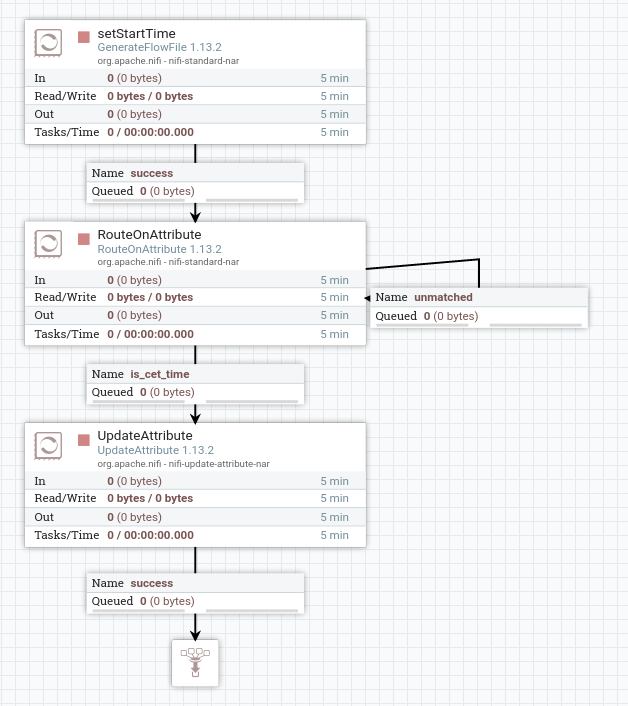 setStartTime
GenerateFlowFile 1.13.2
org.apache.nifi - nifi-standard-nar
In 0 (0 bytes) 5 min
Read/Write 0 bytes / 0 bytes 5 min
Out 0 (0 bytes) 5 min
Tasks/Time 0 / 00:00:00.000 5 min
Name success
Queued 0 (0 bytes)
RouteOnAttribute
RouteOnAttribute 1.13.2
org.apache.nifi - nifi-standard-nar
In 0 (0 bytes) 5 min
Read/Write 0 bytes / 0 bytes 5 min
Out 0 (0 bytes) 5 min
Tasks/Time 0 / 00:00:00.000 5 min
Name unmatched
Queued 0 (0 bytes)
Name is_cet_time
Queued 0 (0 bytes)
UpdateAttribute
UpdateAttribute 1.13.2
org.apache.nifi - nifi-update-attribute-nar
In 0 (0 bytes) 5 min
Read/Write 0 bytes / 0 bytes 5 min
Out 0 (0 bytes) 5 min
Tasks/Time 0 / 00:00:00.000 5 min
Name success
Queued 0 (0 bytes)